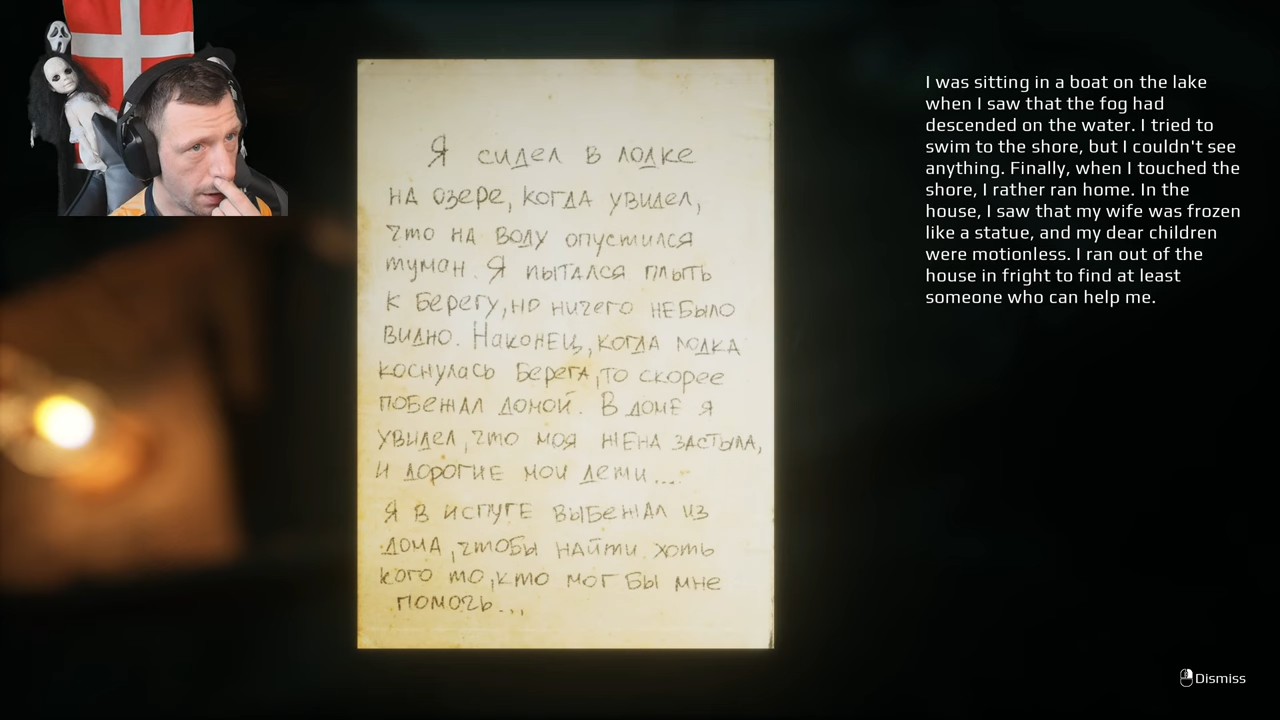 Я сидел в лодке
на озере, когда увидел,
что на воду опустился
туман. Я пытался плыть
к берегу, но ничего не было
видно. Наконец, когда лодка
коснулась берега, то скорее
побежал домой. В доме я
увидел, что моя жена застыла,
и дорогие мои дети...
Я в испуге выбежал из
дома, чтобы найти хоть
кого то, кто мог бы мне
помочь...
I was sitting in a boat on the lake
when I saw that the fog had
descended on the water. I tried to
swim to the shore, but I couldn't see
anything. Finally, when I touched the
shore, I rather ran home. In the
house, I saw that my wife was frozen
like a statue, and my dear children
were motionless. I ran out of the
house in fright to find at least
someone who can help me.
Dismiss